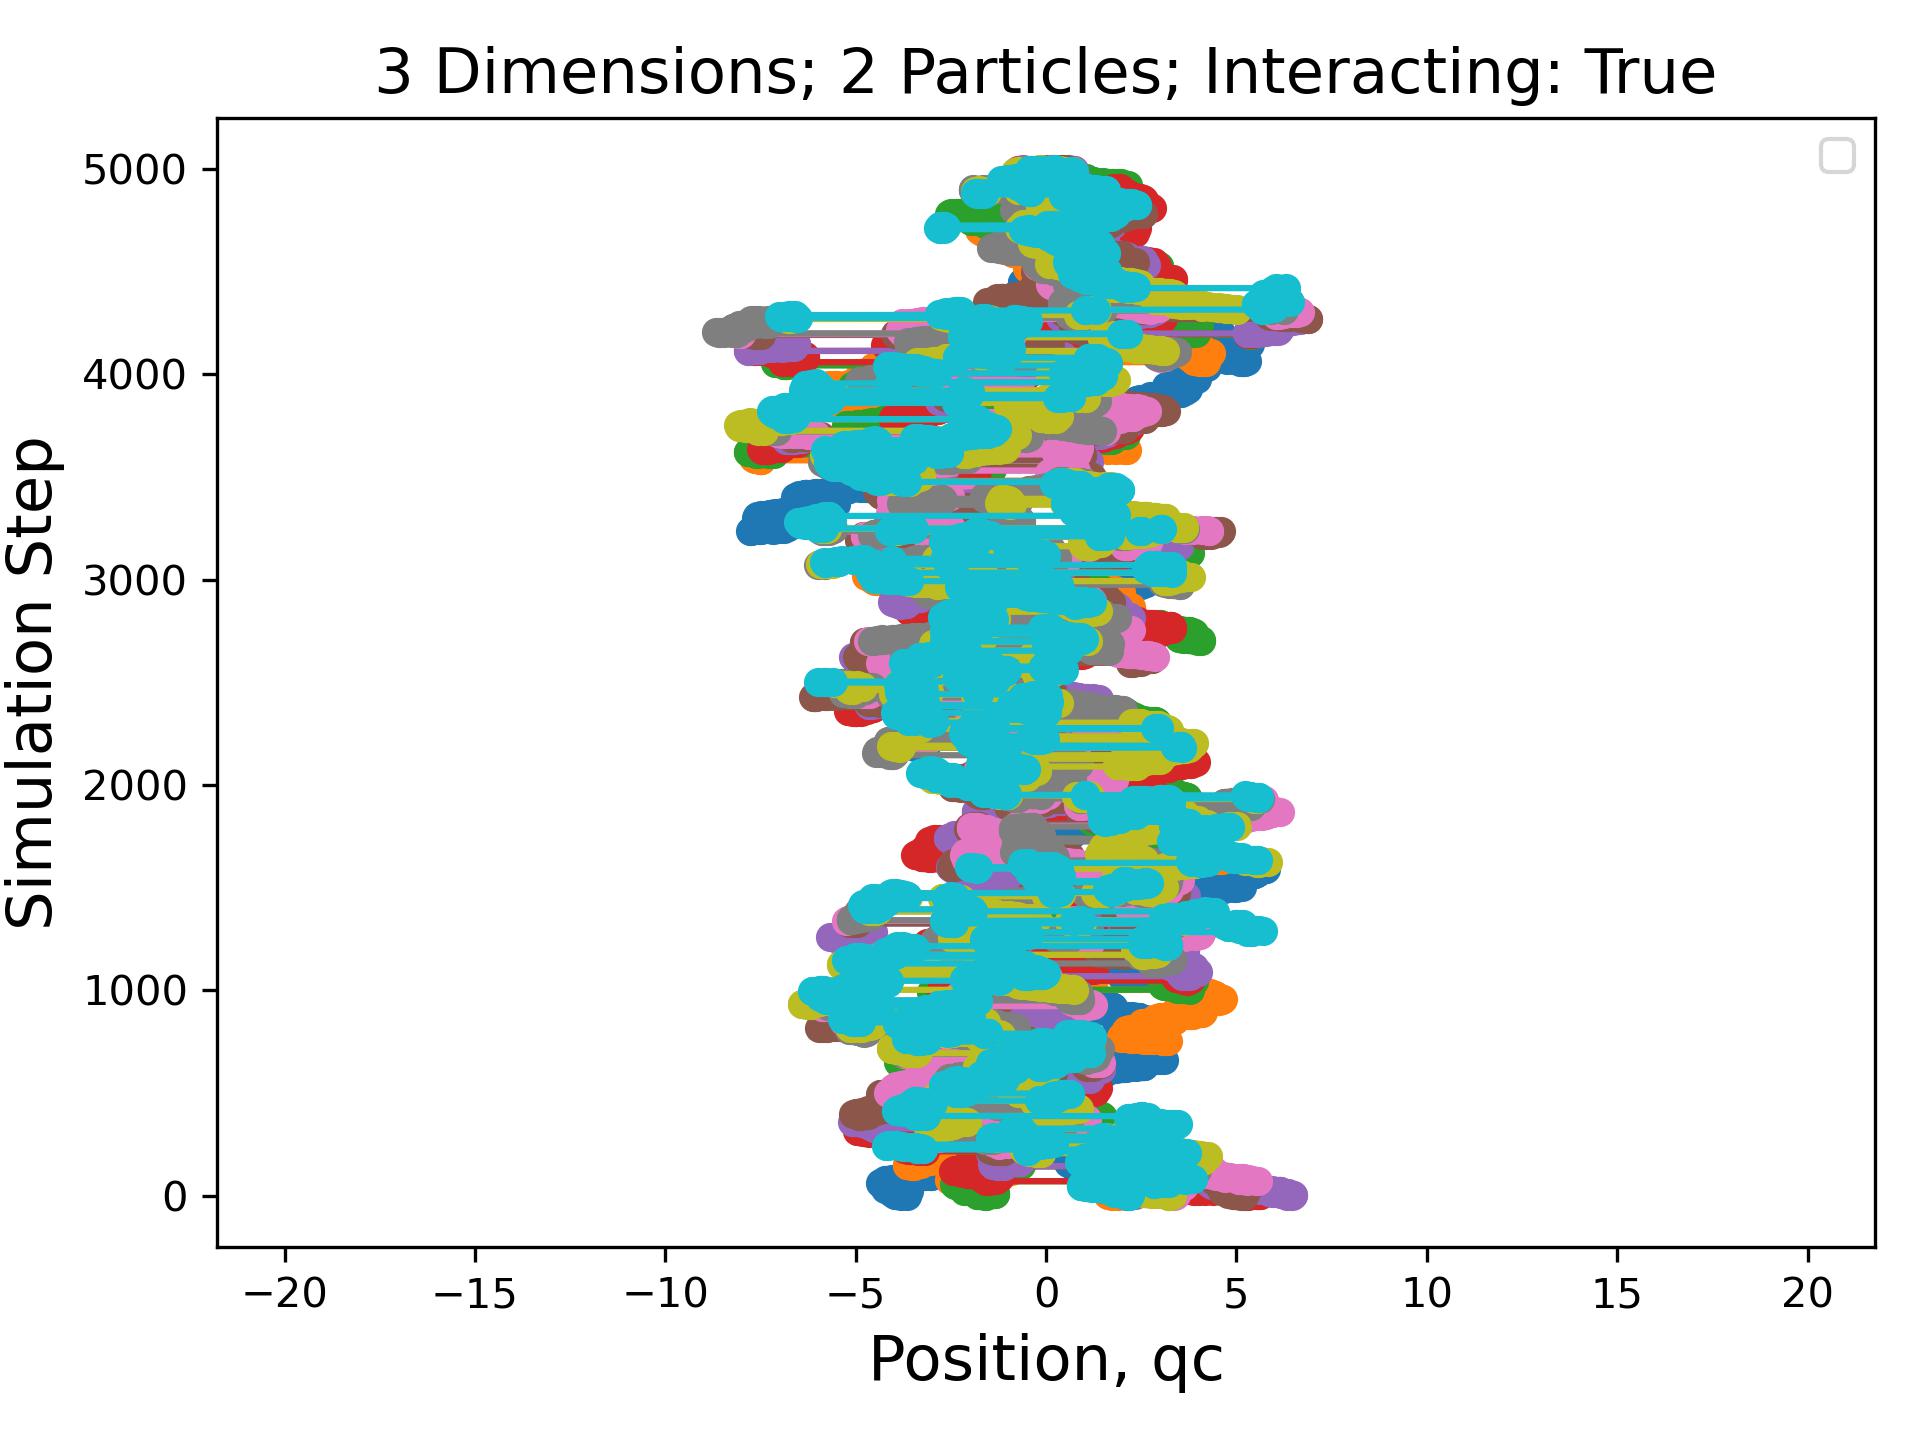 3 Dimensions; 2 Particles; Interacting: True
Simulation Step
5000
4000
3000
2000
1000
0
−20 −15 −10 −5 0 5 10 15 20
Position, qc